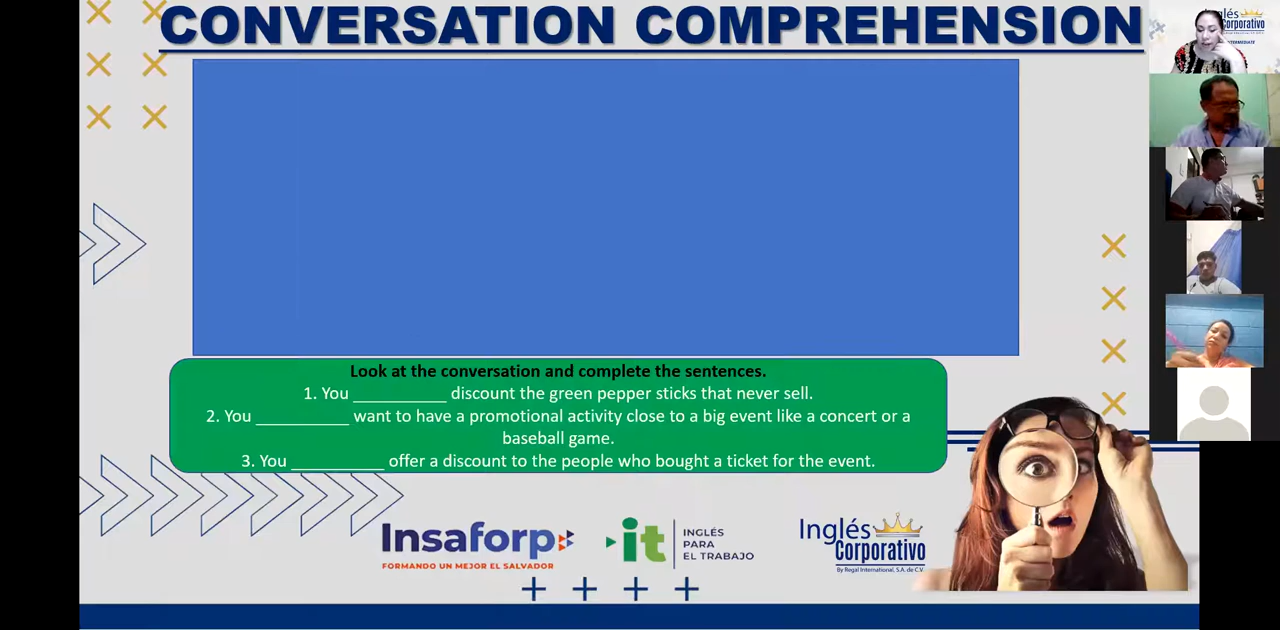 CONVERSATION COMPREHENSION
Look at the conversation and complete the sentences.
1. You __________ discount the green pepper sticks that never sell.
2. You __________ want to have a promotional activity close to a big event like a concert or a
baseball game.
3. You __________ offer a discount to the people who bought a ticket for the event.
Insaforp
FORMANDO UN MEJOR EL SALVADOR
it
INGLÉS
PARA
EL TRABAJO
Inglés
Corporativo
By Regal International, S.A. de C.V.
Inglés
Corporativo